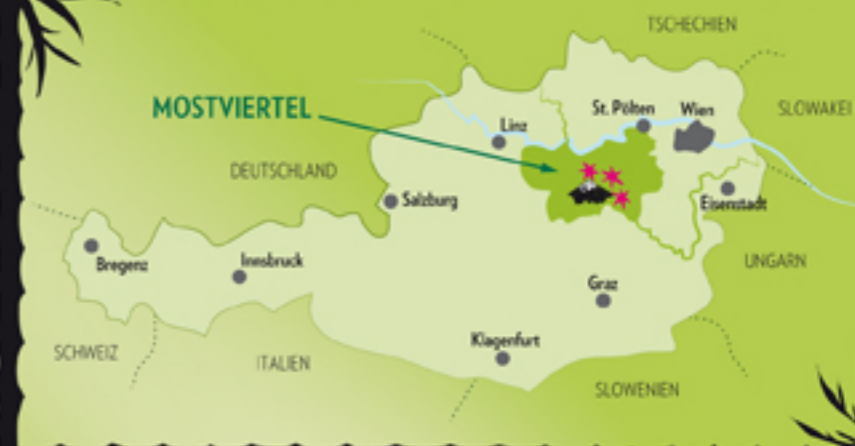 TSCHECHIEN
MOSTVIERTEL
St. Pölten
Wien
SLOWAKEI
Linz
DEUTSCHLAND
Salzburg
Eisenstadt
Bregenz
Innsbruck
UNGARN
Graz
SCHWEIZ
ITALIEN
Klagenfurt
SLOWENIEN